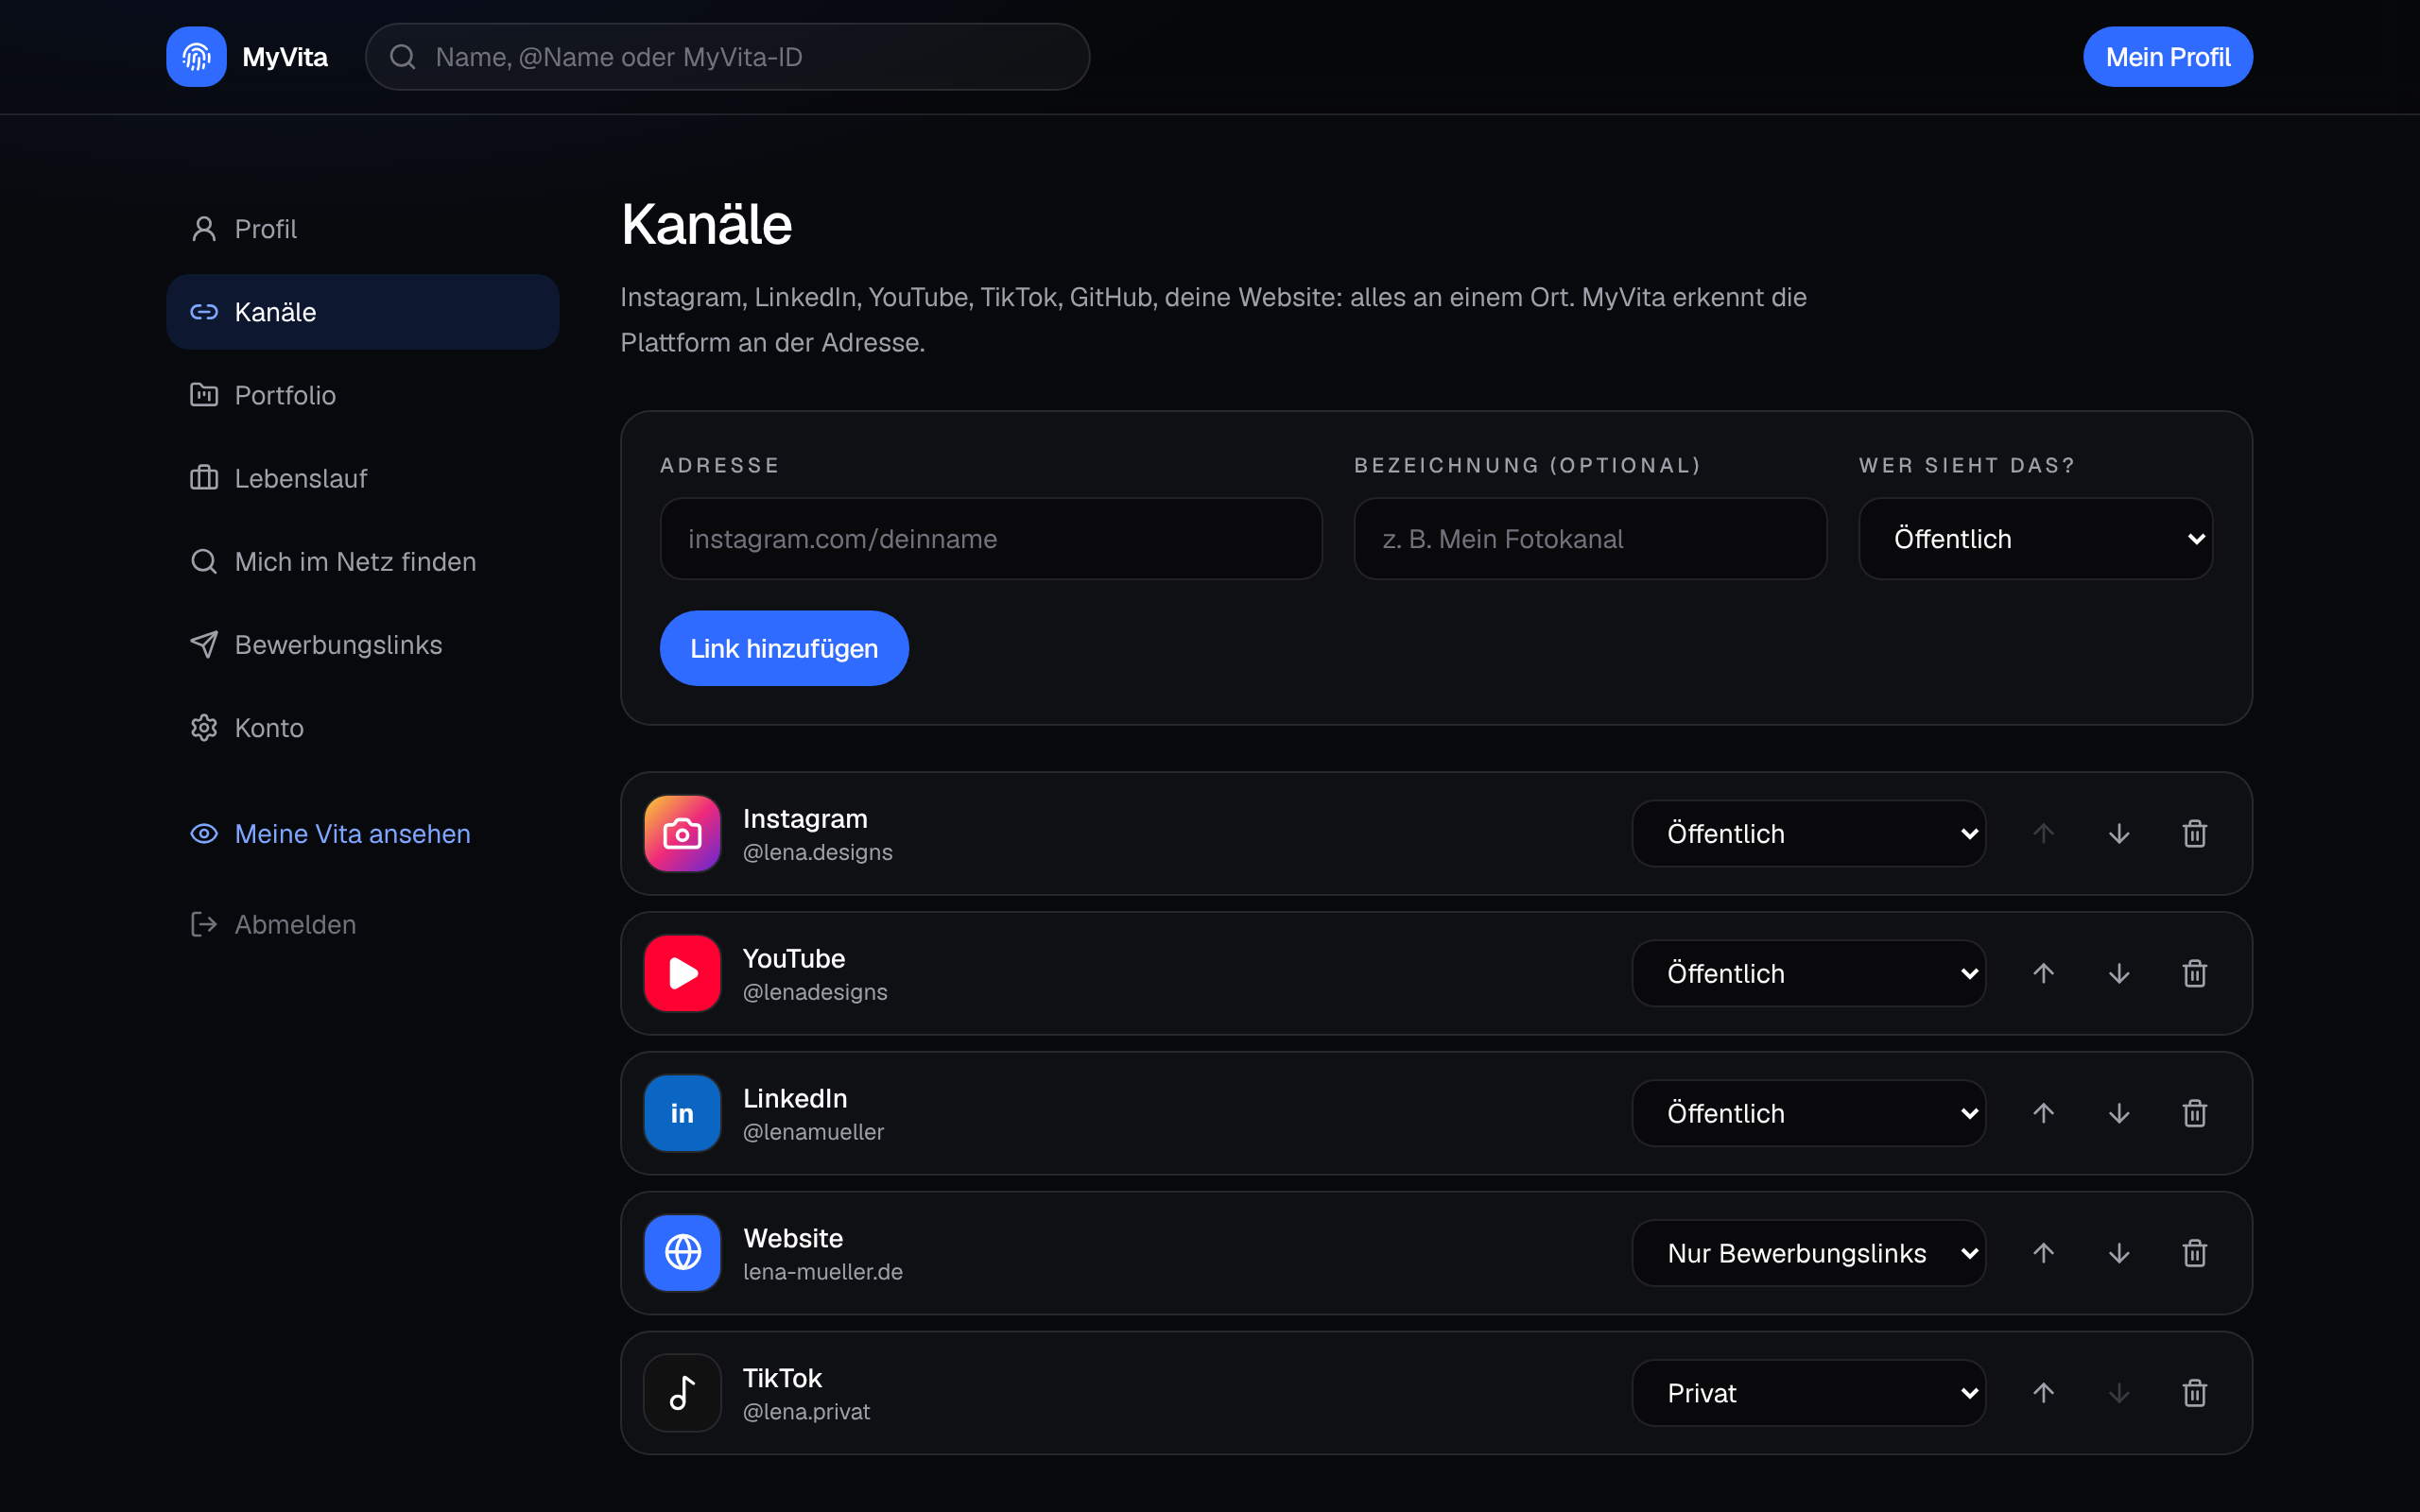 MyVita
Name, @Name oder MyVita-ID
Mein Profil
Profil
Kanäle
Portfolio
Lebenslauf
Mich im Netz finden
Bewerbungslinks
Konto
Meine Vita ansehen
Abmelden
Kanäle
Instagram, LinkedIn, YouTube, TikTok, GitHub, deine Website: alles an einem Ort. MyVita erkennt die
Plattform an der Adresse.
ADRESSE
instagram.com/deinname
BEZEICHNUNG (OPTIONAL)
z. B. Mein Fotokanal
WER SIEHT DAS?
Öffentlich
Link hinzufügen
Instagram
@lena.designs
Öffentlich
YouTube
@lenadesigns
Öffentlich
in
LinkedIn
@lenamueller
Öffentlich
Website
lena-mueller.de
Nur Bewerbungslinks
TikTok
@lena.privat
Privat